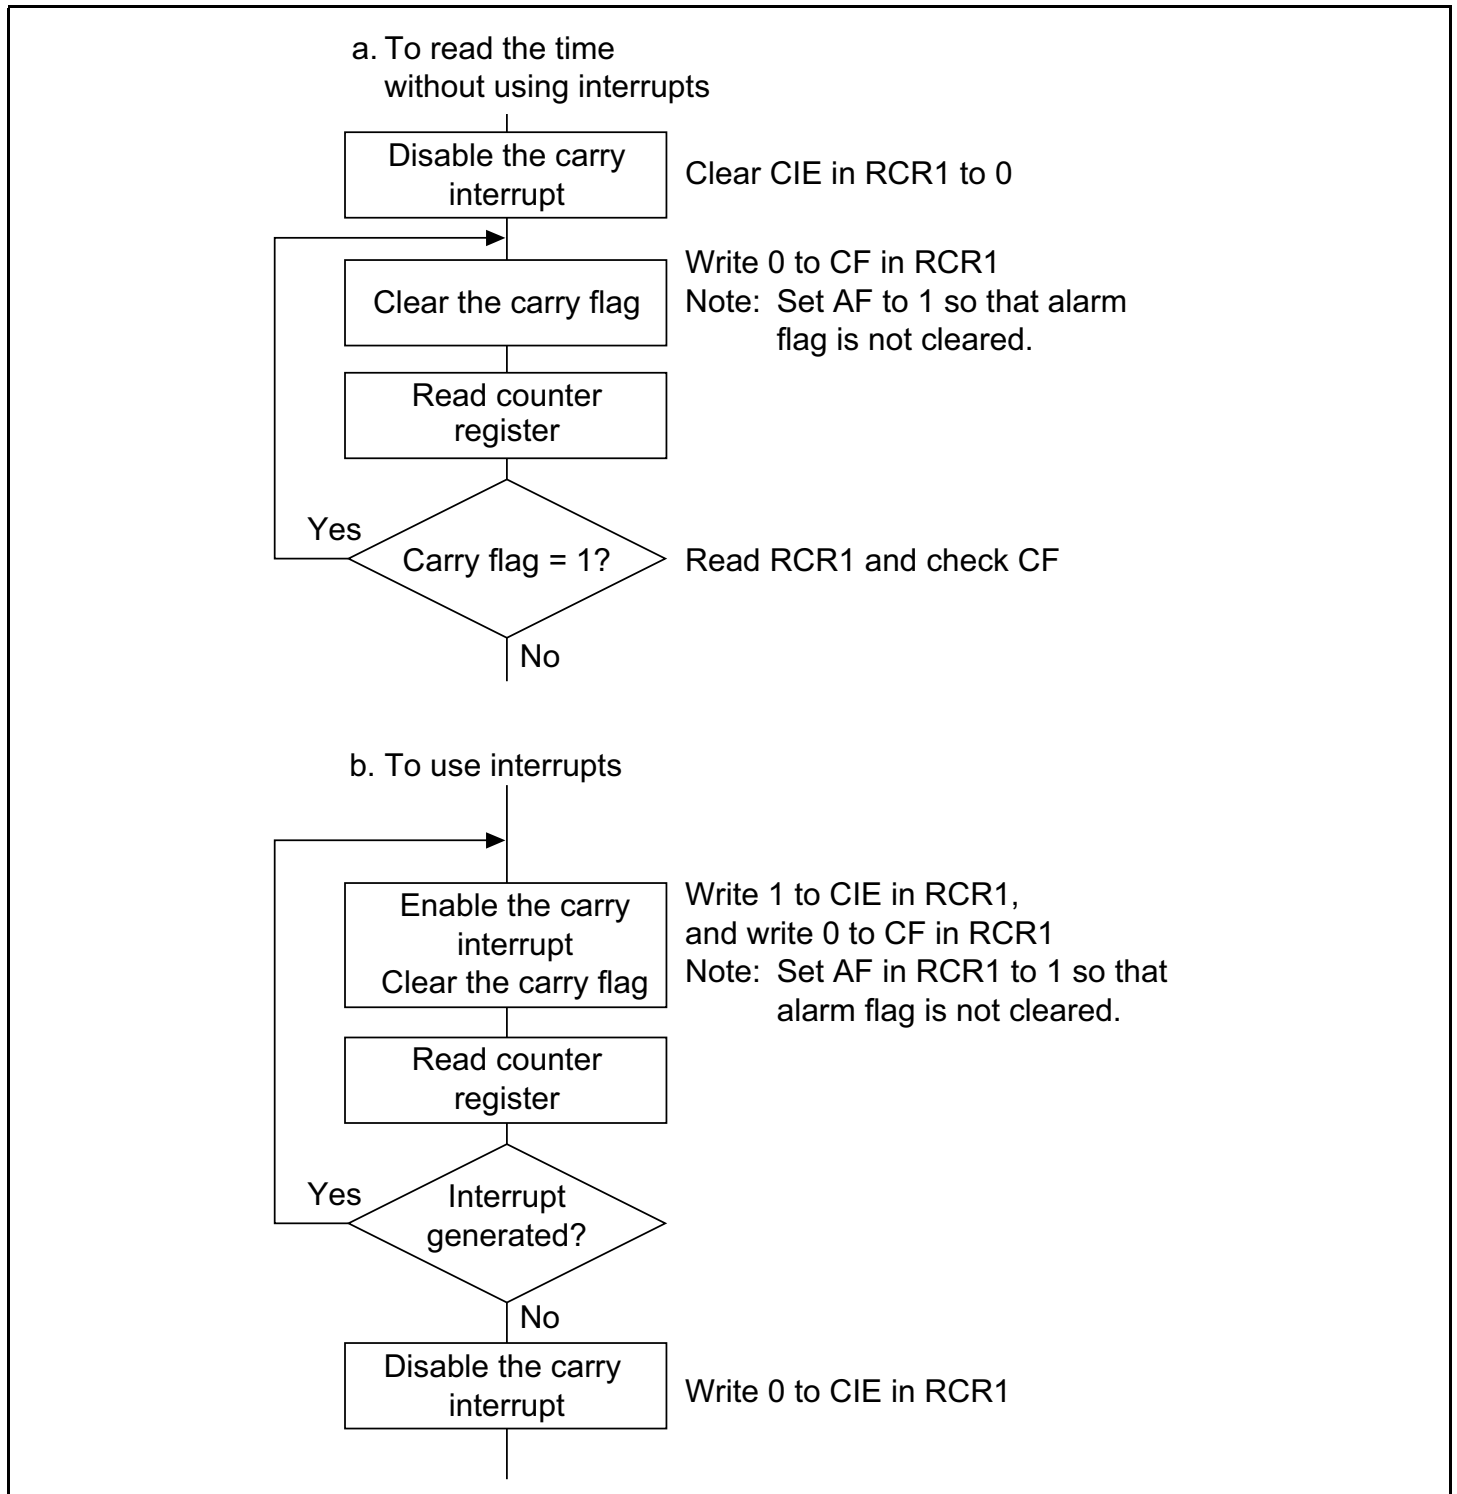 a. To read the time
without using interrupts
Disable the carry
interrupt
Clear CIE in RCR1 to 0
Clear the carry flag
Write 0 to CF in RCR1
Note: Set AF to 1 so that alarm
flag is not cleared.
Read counter
register
Yes
Carry flag = 1?
Read RCR1 and check CF
No
b. To use interrupts
Enable the carry
interrupt
Clear the carry flag
Write 1 to CIE in RCR1,
and write 0 to CF in RCR1
Note: Set AF in RCR1 to 1 so that
alarm flag is not cleared.
Read counter
register
Yes
Interrupt
generated?
No
Disable the carry
interrupt
Write 0 to CIE in RCR1